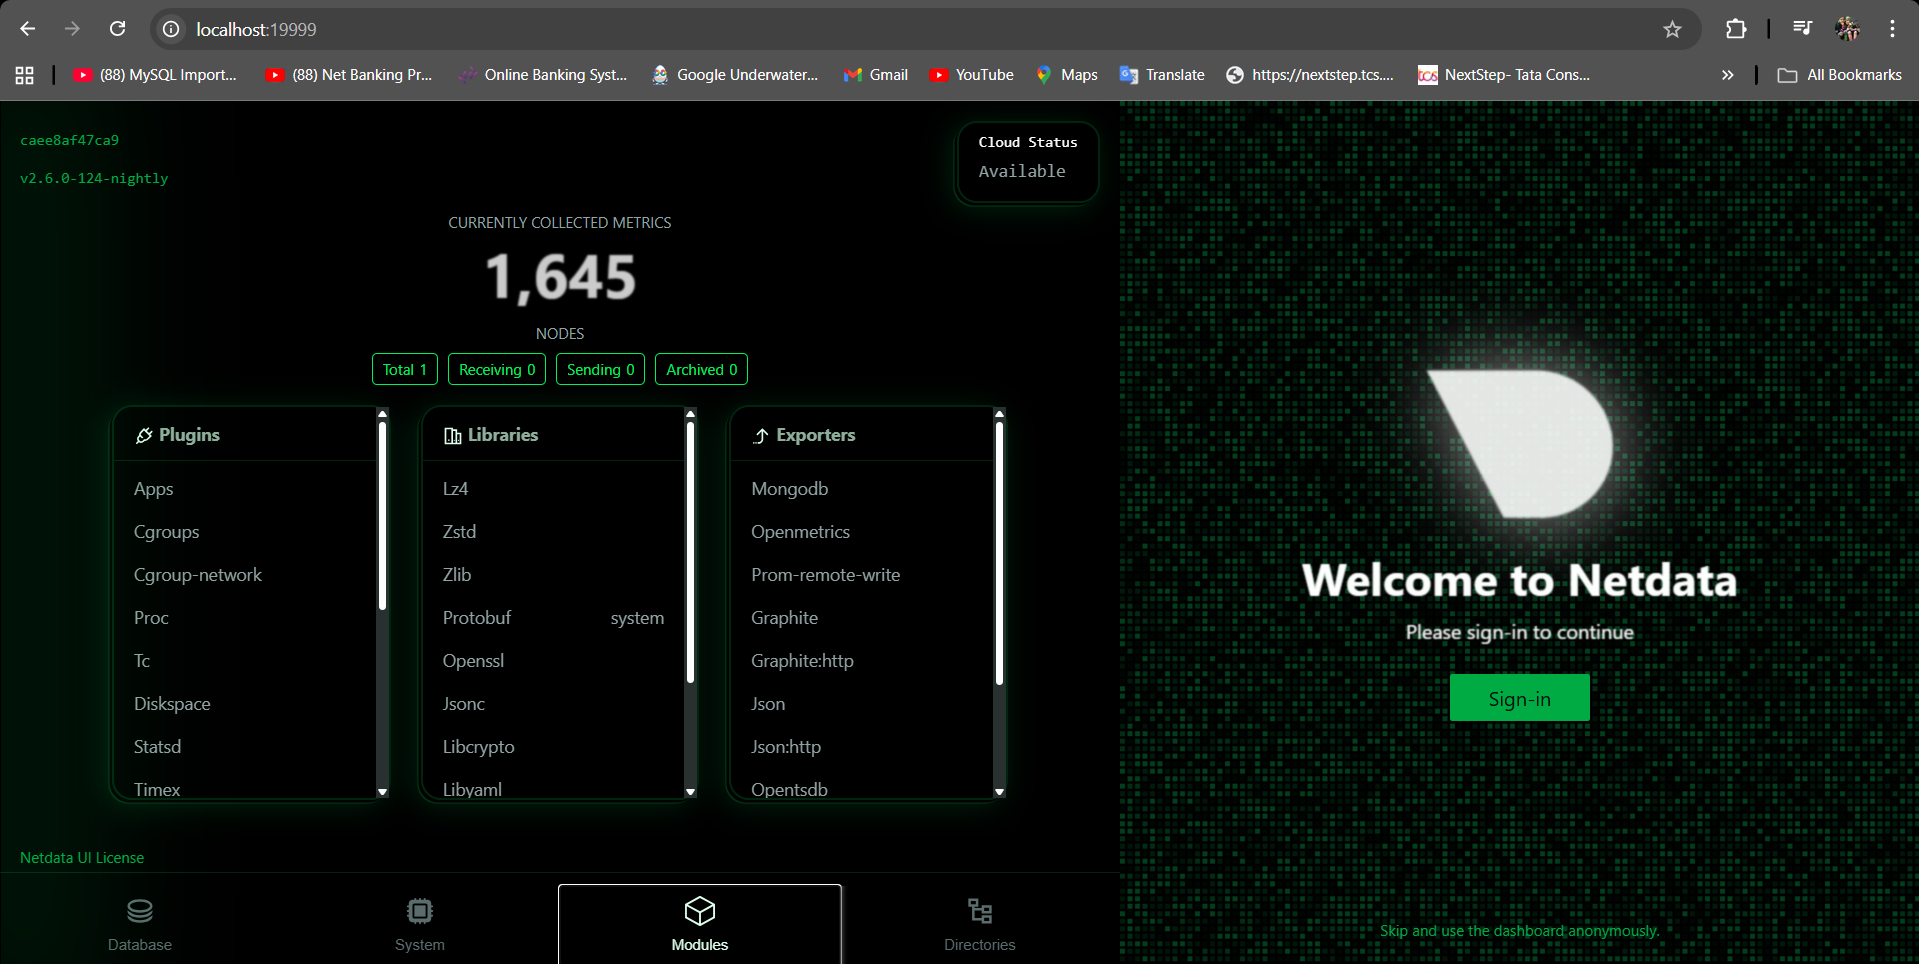 localhost:19999
(88) MySQL Import...
(88) Net Banking Pr...
Online Banking Syst...
Google Underwater...
Gmail
YouTube
Maps
Translate
https://nextstep.tcs....
tcs
NextStep- Tata Cons...
»
All Bookmarks
caee8af47ca9
v2.6.0-124-nightly
Cloud Status
Available
CURRENTLY COLLECTED METRICS
1,645
NODES
Total 1
Receiving 0
Sending 0
Archived 0
Plugins
Apps
Cgroups
Cgroup-network
Proc
Tc
Diskspace
Statsd
Timex
Libraries
Lz4
Zstd
Zlib
Protobuf system
Openssl
Jsonc
Libcrypto
Libyaml
Exporters
Mongodb
Openmetrics
Prom-remote-write
Graphite
Graphite:http
Json
Json:http
Opentsdb
Netdata UI License
Database
System
Modules
Directories
Welcome to Netdata
Please sign-in to continue
Sign-in
Skip and use the dashboard anonymously.